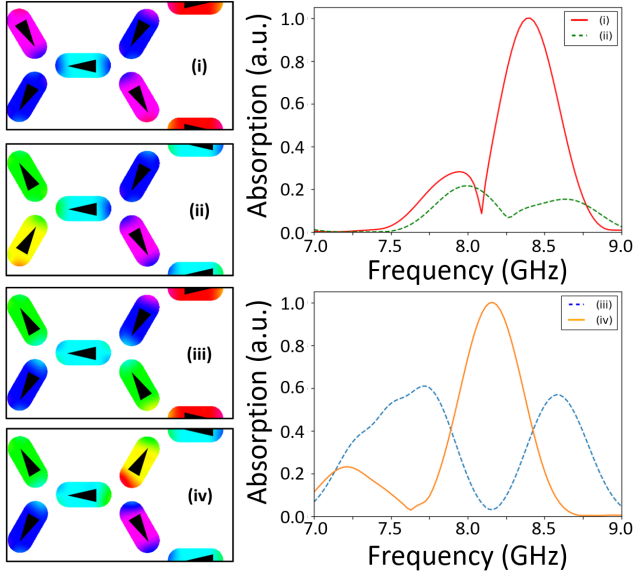 (i)
(ii)
(iii)
(iv)
Absorption (a.u.)
1.0
0.8
0.6
0.4
0.2
0.0
(i)
(ii)
7.0 7.5 8.0 8.5 9.0
Frequency (GHz)
Absorption (a.u.)
1.0
0.8
0.6
0.4
0.2
0.0
(iii)
(iv)
7.0 7.5 8.0 8.5 9.0
Frequency (GHz)